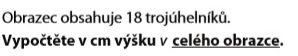 Obrazec obsahuje 18 trojúhelníků.
Vypočtěte v cm výšku v celého obrazce.